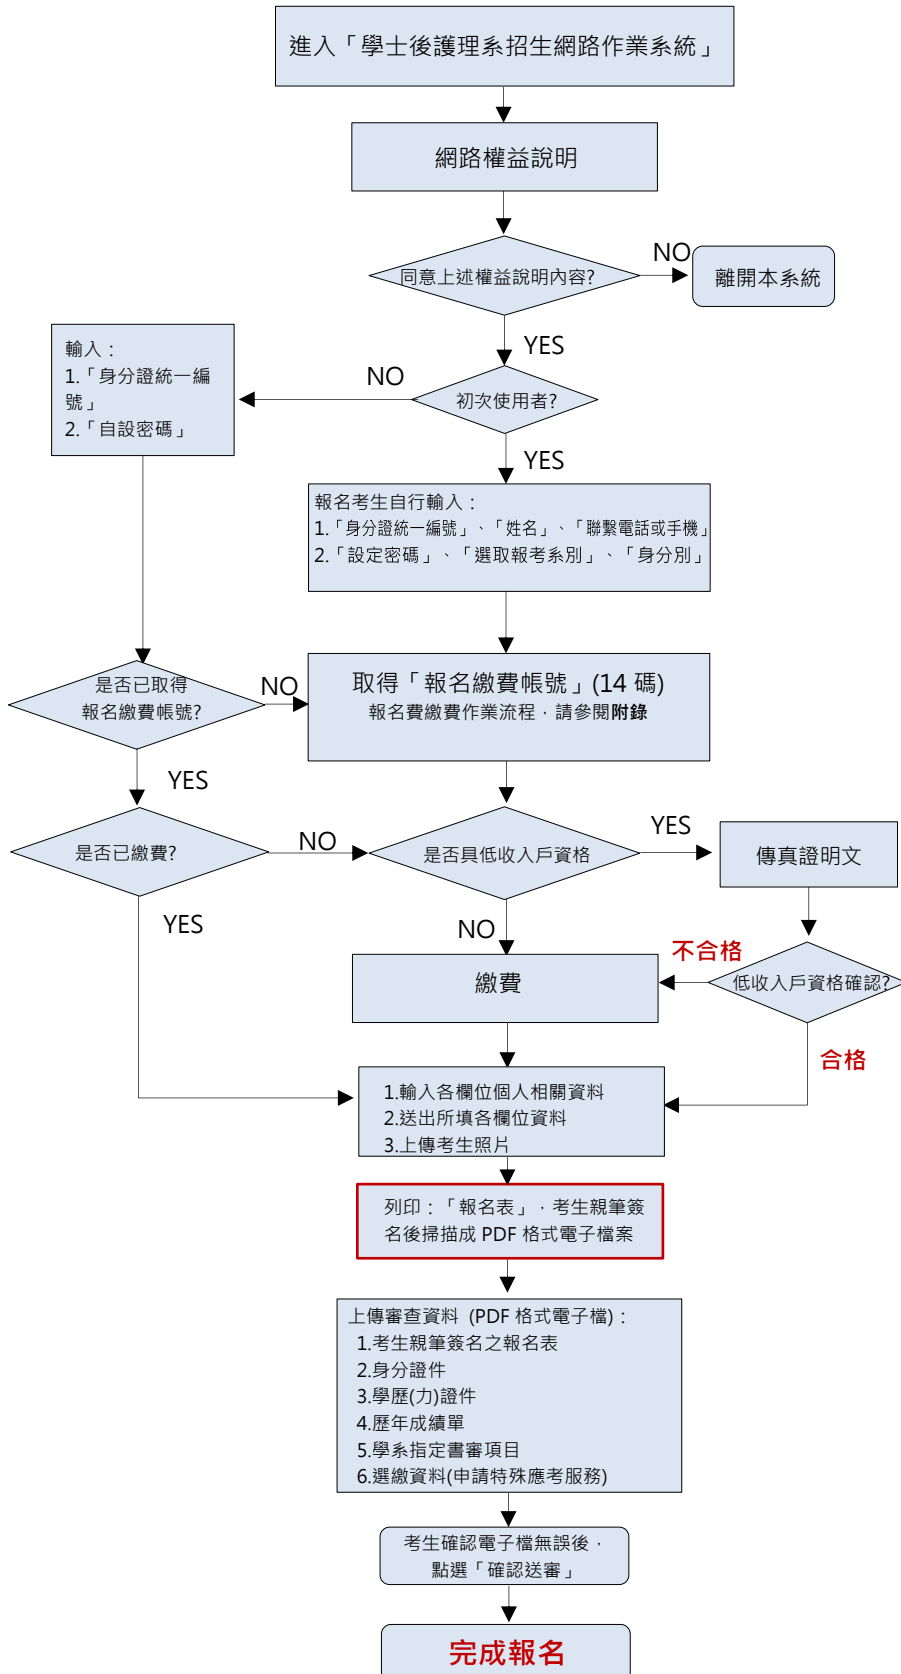 進入「學士後護理系招生網路作業系統」
網路權益說明
同意上述權益說明內容?
NO
離開本系統
YES
輸入：
1.「身分證統一編
號」
2.「自設密碼」
NO
初次使用者?
YES
報名考生自行輸入：
1.「身分證統一編號」、「姓名」、「聯繫電話或手機」
2.「設定密碼」、「選取報考系別」、「身分別」
是否已取得
報名繳費帳號?
NO
取得「報名繳費帳號」(14 碼)
報名費繳費作業流程，請參閱附錄
YES
是否已繳費?
NO
是否具低收入戶資格
YES
傳真證明文
YES
NO
不合格
繳費
低收入戶資格確認?
合格
1.輸入各欄位個人相關資料
2.送出所填各欄位資料
3.上傳考生照片
列印：「報名表」，考生親筆簽
名後掃描成 PDF 格式電子檔案
上傳審查資料 (PDF 格式電子檔)：
1.考生親筆簽名之報名表
2.身分證件
3.學歷(力)證件
4.歷年成績單
5.學系指定書審項目
6.選繳資料(申請特殊應考服務)
考生確認電子檔無誤後，
點選「確認送審」
完成報名